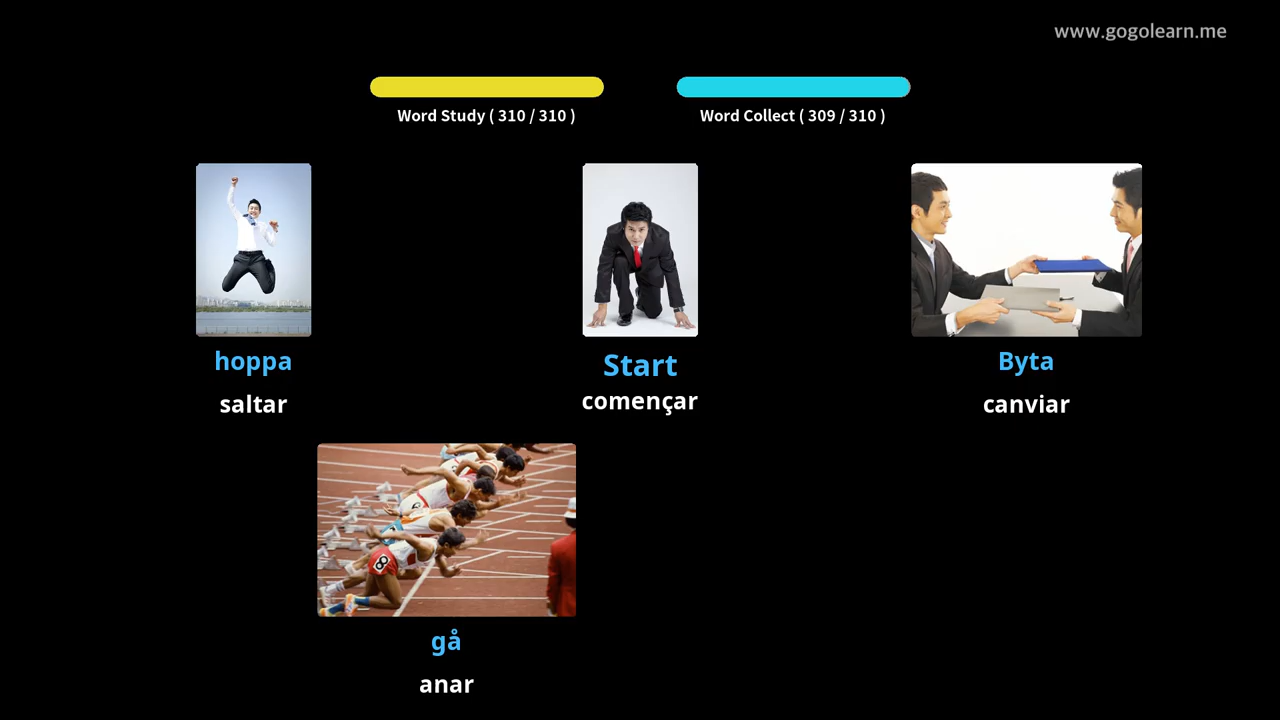 www.gogolearn.me
Word Study ( 310 / 310 )
Word Collect ( 309 / 310 )
hoppa
saltar
Start
començar
Byta
canviar
8
gå
anar